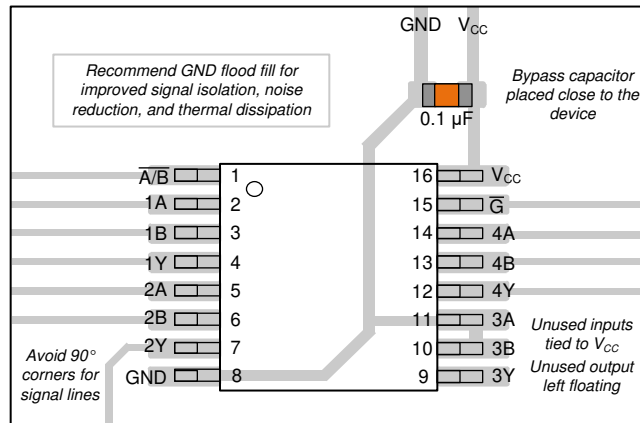 GND VCC
Recommend GND flood fill for
improved signal isolation, noise
reduction, and thermal dissipation
Bypass capacitor
placed close to the
device
0.1 µF
A̅/̅B̅ 1 16 VCC
1A 2 15 G̅
1B 3 14 4A
1Y 4 13 4B
2A 5 12 4Y
2B 6 11 3A
2Y 7 10 3B
GND 8 9 3Y
Avoid 90°
corners for
signal lines
Unused inputs
tied to VCC
Unused output
left floating